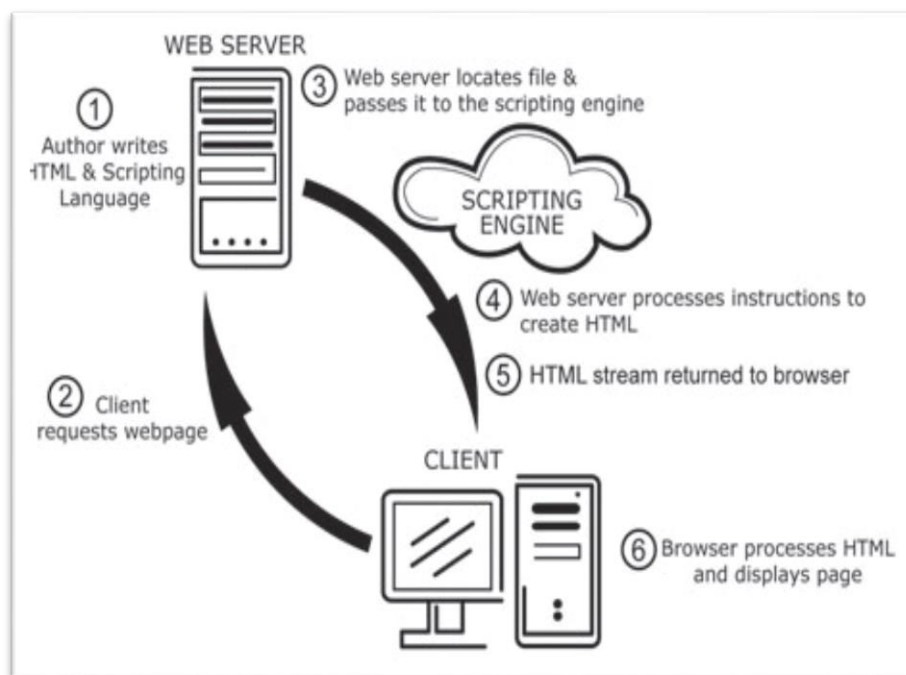 WEB SERVER
3 Web server locates file &
passes it to the scripting engine
1
Author writes
HTML & Scripting
Language
SCRIPTING
ENGINE
4 Web server processes instructions to
create HTML
5 HTML stream returned to browser
2 Client
requests webpage
CLIENT
6 Browser processes HTML
and displays page